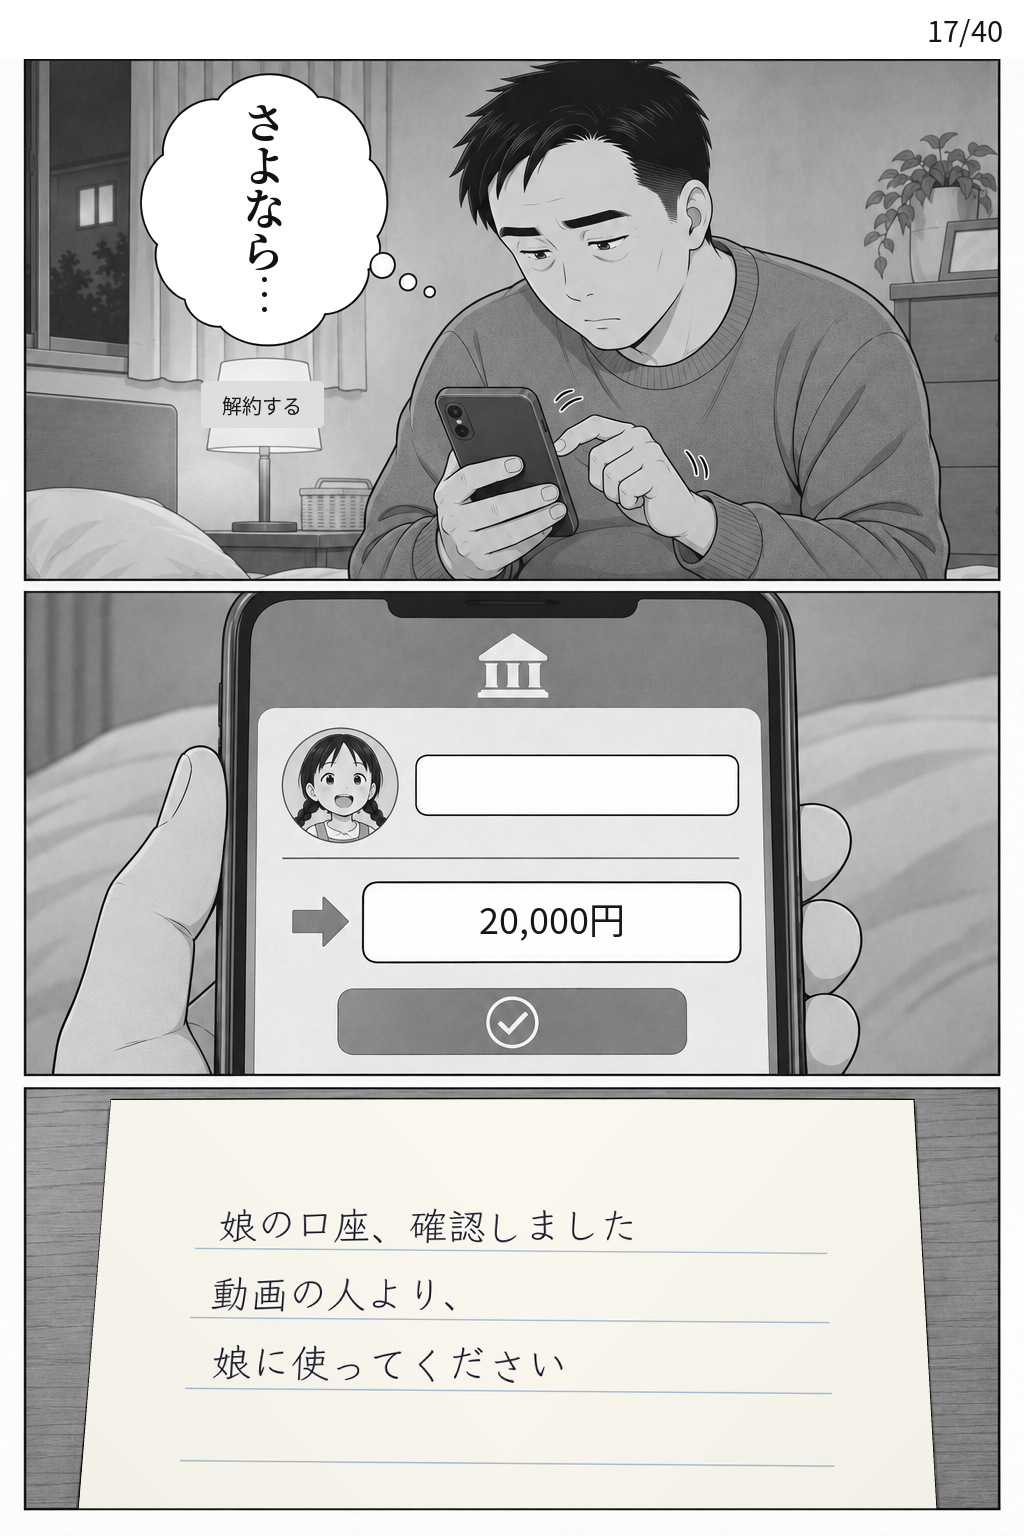 17/40
さよなら…
解約する
20,000円
娘の口座、確認しました
動画の人より、
娘に使ってください